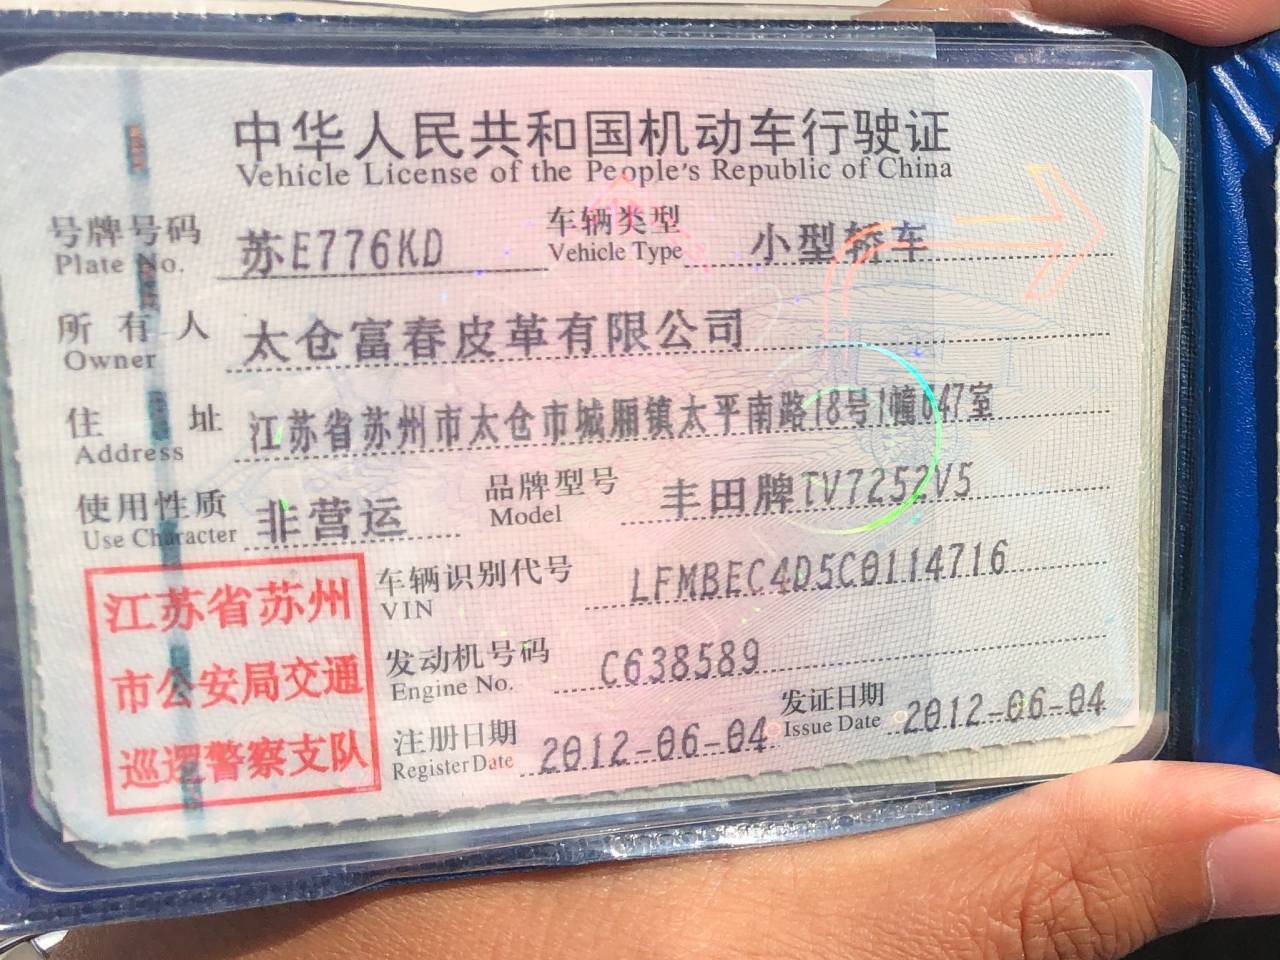 中华人民共和国机动车行驶证
Vehicle License of the People's Republic of China
号牌号码 苏E776KD 车辆类型 小型轿车
Plate No. Vehicle Type
所有人 太仓富春皮革有限公司
Owner
住址 江苏省苏州市太仓市城厢镇太平南路18号1幢647室
Address
使用性质 非营运 品牌型号 丰田牌TV7252V5
Use Character Model
车辆识别代号 LFMBEC4D5C0114716
VIN
发动机号码 C638589
Engine No.
注册日期 2012-06-04 发证日期 2012-06-04
Register Date Issue Date
江苏省苏州
市公安局交通
巡逻警察支队